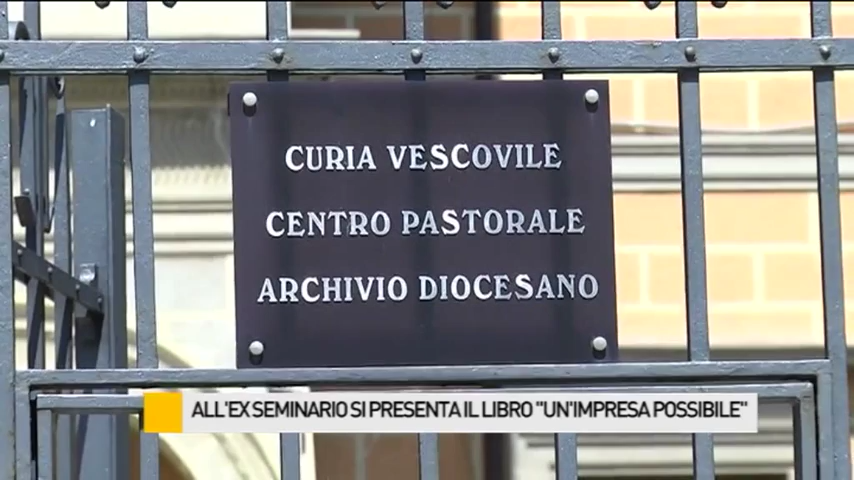 CURIA VESCOVILE
CENTRO PASTORALE
ARCHIVIO DIOCESANO
ALL'EX SEMINARIO SI PRESENTA IL LIBRO "UN'IMPRESA POSSIBILE"